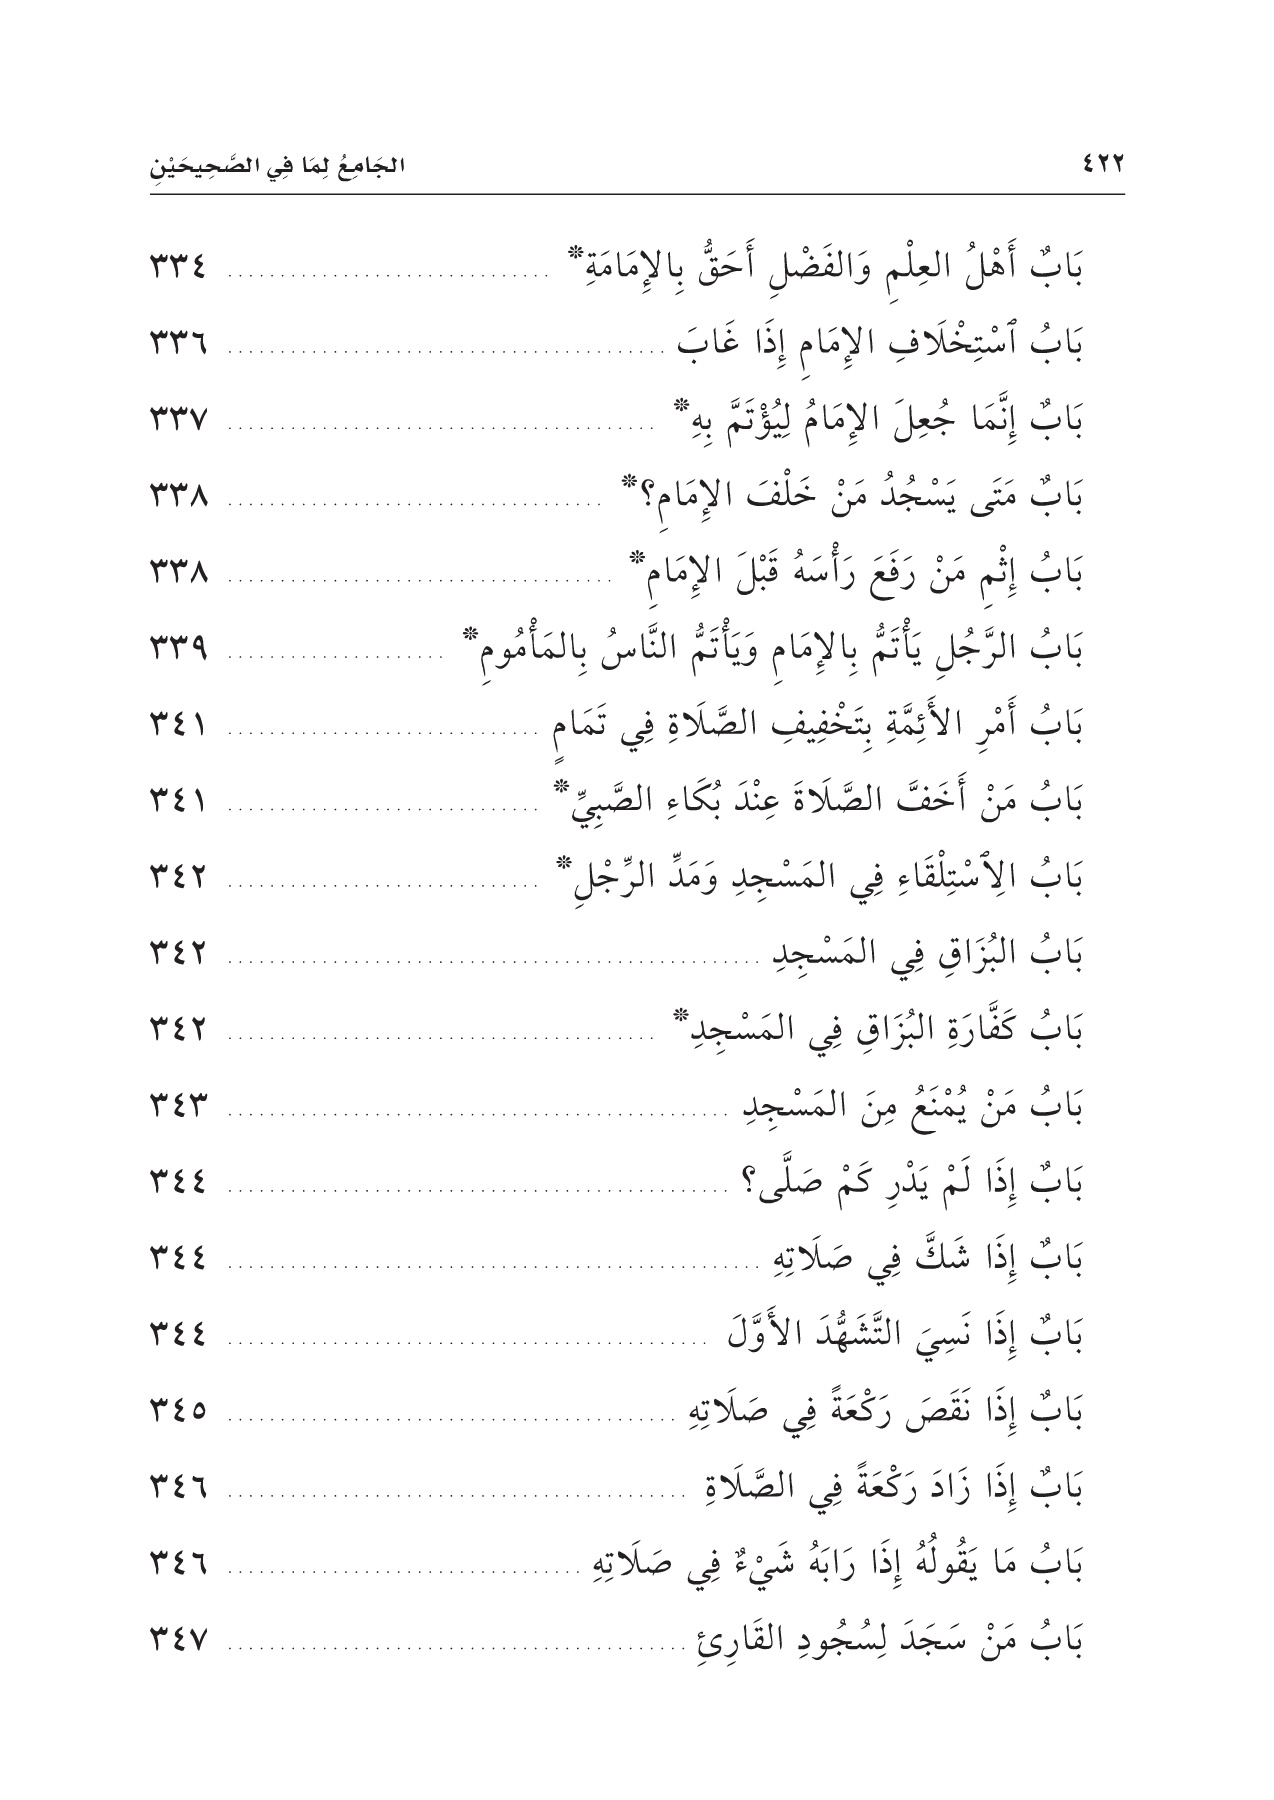 ٤٢٢ الجَامِعُ لِمَا فِي الصَّحِيحَيْنِ
بَابٌ أَهْلُ العِلْمِ وَالفَضْلِ أَحَقُّ بِالإِمَامَةِ* .............................. ٣٣٤
بَابُ ٱسْتِخْلَافِ الإِمَامِ إِذَا غَابَ .............................. ٣٣٦
بَابٌ إِنَّمَا جُعِلَ الإِمَامُ لِيُؤْتَمَّ بِهِ* .............................. ٣٣٧
بَابٌ مَتَى يَسْجُدُ مَنْ خَلْفَ الإِمَامِ؟* .............................. ٣٣٨
بَابُ إِثْمِ مَنْ رَفَعَ رَأْسَهُ قَبْلَ الإِمَامِ* .............................. ٣٣٨
بَابُ الرَّجُلِ يَأْتَمُّ بِالإِمَامِ وَيَأْتَمُّ النَّاسُ بِالمَأْمُومِ* .............................. ٣٣٩
بَابُ أَمْرِ الأَئِمَّةِ بِتَخْفِيفِ الصَّلَاةِ فِي تَمَامٍ .............................. ٣٤١
بَابُ مَنْ أَخَفَّ الصَّلَاةَ عِنْدَ بُكَاءِ الصَّبِيِّ* .............................. ٣٤١
بَابُ الِٱسْتِلْقَاءِ فِي المَسْجِدِ وَمَدِّ الرِّجْلِ* .............................. ٣٤٢
بَابُ البُزَاقِ فِي المَسْجِدِ .............................. ٣٤٢
بَابُ كَفَّارَةِ البُزَاقِ فِي المَسْجِدِ* .............................. ٣٤٢
بَابُ مَنْ يُمْنَعُ مِنَ المَسْجِدِ .............................. ٣٤٣
بَابٌ إِذَا لَمْ يَدْرِ كَمْ صَلَّى؟ .............................. ٣٤٤
بَابٌ إِذَا شَكَّ فِي صَلَاتِهِ .............................. ٣٤٤
بَابٌ إِذَا نَسِيَ التَّشَهُّدَ الأَوَّلَ .............................. ٣٤٤
بَابٌ إِذَا نَقَصَ رَكْعَةً فِي صَلَاتِهِ .............................. ٣٤٥
بَابٌ إِذَا زَادَ رَكْعَةً فِي الصَّلَاةِ .............................. ٣٤٦
بَابُ مَا يَقُولُهُ إِذَا رَابَهُ شَيْءٌ فِي صَلَاتِهِ .............................. ٣٤٦
بَابُ مَنْ سَجَدَ لِسُجُودِ القَارِئِ .............................. ٣٤٧